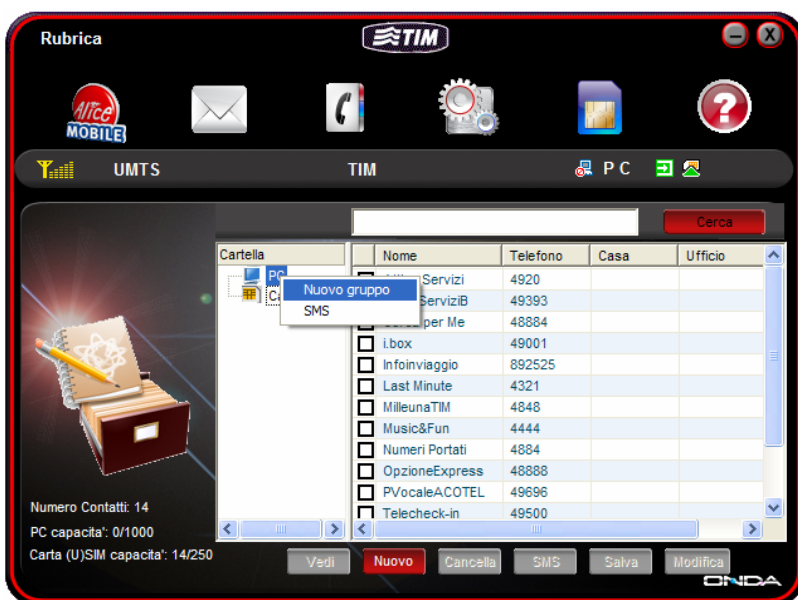 Rubrica
TIM
Alice
MOBILE
?
UMTS TIM PC
Cerca
Cartella Nome Telefono Casa Ufficio
PC Servizi 4920
Nuovo gruppo
ServiziB 49393
SMS
per Me 48884
i.box 49001
Infoinviaggio 892525
Last Minute 4321
MilleunaTIM 4848
Music&Fun 4444
Numeri Portati 4884
OpzioneExpress 48888
PVocaleACOTEL 49696
Telecheck-in 49500
Numero Contatti: 14
PC capacita': 0/1000
Carta (U)SIM capacita': 14/250
Vedi Nuovo Cancella SMS Salva Modifica
ONDA